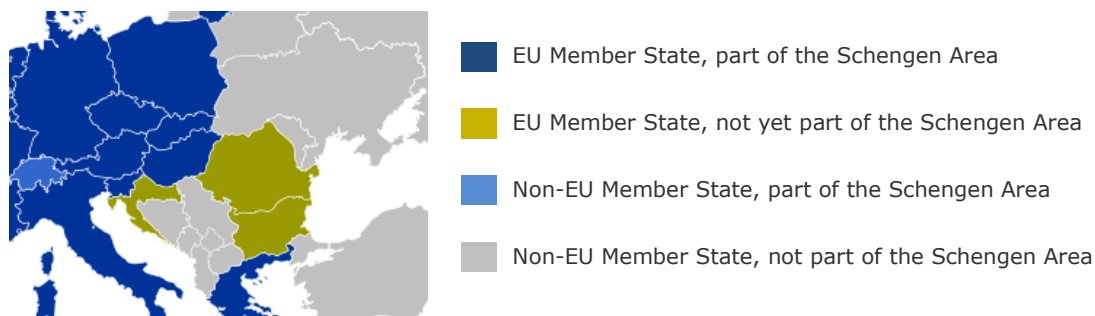 EU Member State, part of the Schengen Area
EU Member State, not yet part of the Schengen Area
Non-EU Member State, part of the Schengen Area
Non-EU Member State, not part of the Schengen Area